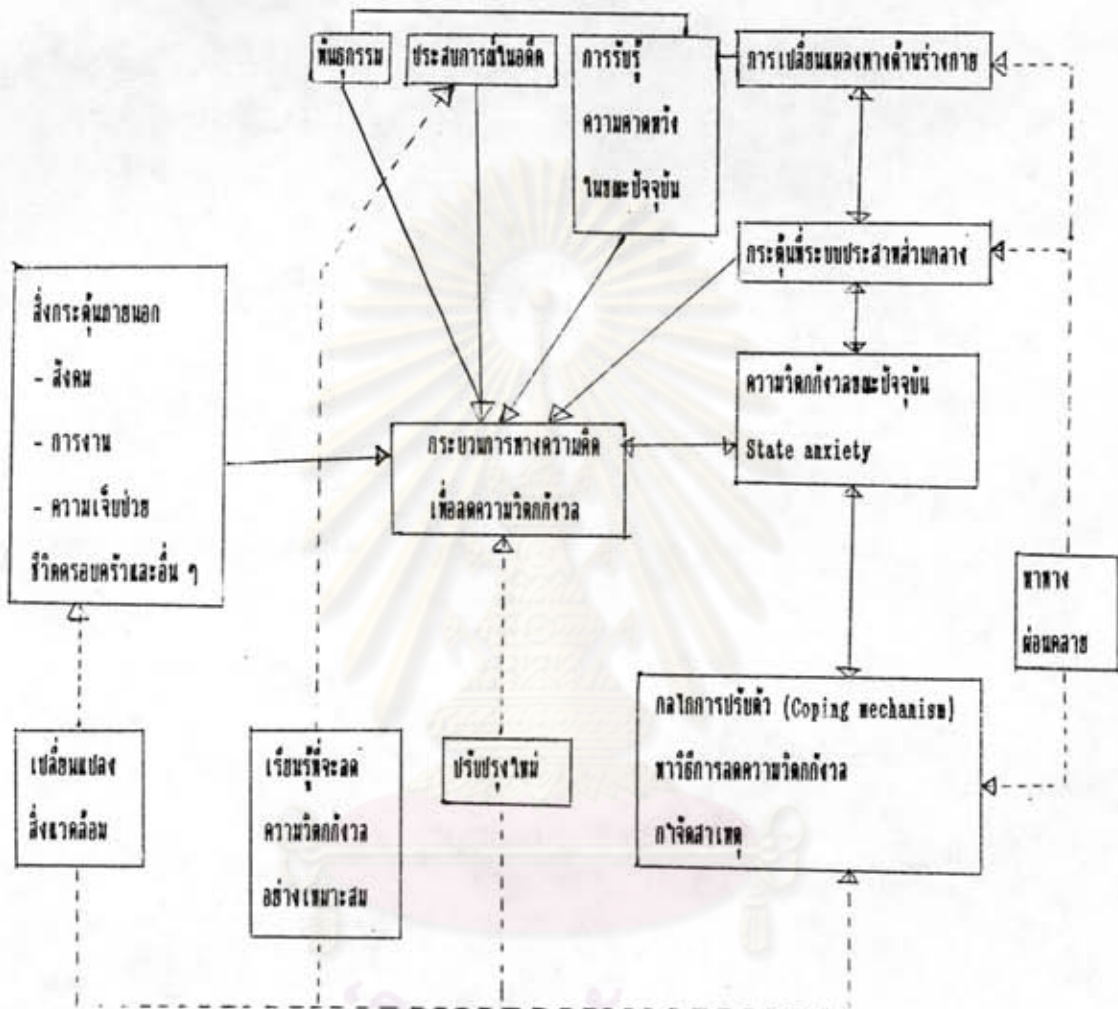 พันธุกรรม
ประสบการณ์ในอดีต
การรับรู้
ความคาดหวัง
ในขณะปัจจุบัน
การเปลี่ยนแปลงทางด้านร่างกาย
กระตุ้นที่ระบบประสาทส่วนกลาง
สิ่งกระตุ้นภายนอก
- สังคม
- การงาน
- ความเจ็บป่วย
ชีวิตครอบครัวและอื่น ๆ
กระบวนการทางความคิด
เพื่อลดความวิตกกังวล
ความวิตกกังวลขณะปัจจุบัน
State anxiety
หาทาง
ผ่อนคลาย
กลไกการปรับตัว (Coping mechanism)
หาวิธีการลดความวิตกกังวล
กำจัดสาเหตุ
เปลี่ยนแปลง
สิ่งแวดล้อม
เรียนรู้ที่จะลด
ความวิตกกังวล
อย่างเหมาะสม
ปรับปรุงใหม่